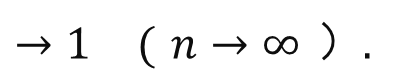 → 1 ( n → ∞ ) .